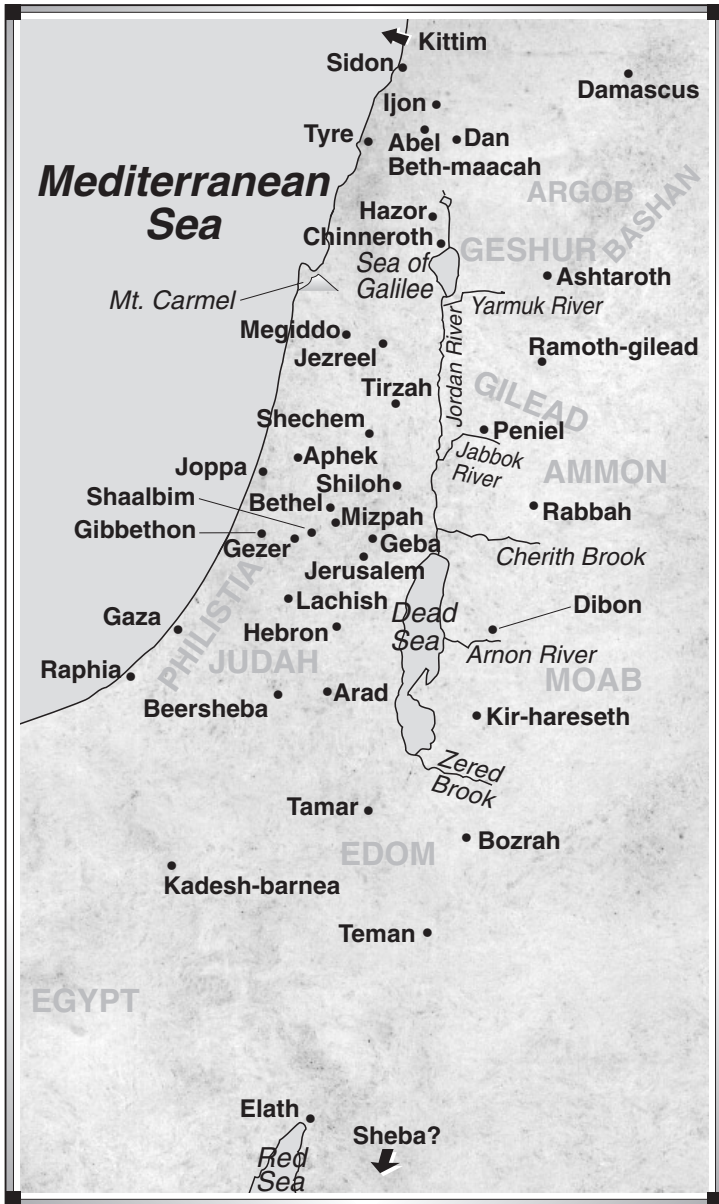 Kittim
Sidon
Damascus
Ijon
Tyre
Abel
Beth-maacah
Dan
Mediterranean
Sea
ARGOB
BASHAN
Hazor
Chinneroth
GESHUR
Sea of
Galilee
Ashtaroth
Mt. Carmel
Yarmuk River
Megiddo
Jezreel
Jordan River
Ramoth-gilead
Tirzah
GILEAD
Shechem
Peniel
Aphek
Jabbok
River
Joppa
AMMON
Shiloh
Shaalbim
Bethel
Mizpah
Rabbah
Gibbethon
Gezer
Geba
Cherith Brook
Jerusalem
PHILISTIA
Lachish
Dead
Sea
Dibon
Gaza
Hebron
Arnon River
JUDAH
Raphia
MOAB
Beersheba
Arad
Kir-hareseth
Zered
Brook
Tamar
Bozrah
EDOM
Kadesh-barnea
Teman
EGYPT
Elath
Sheba?
Red
Sea